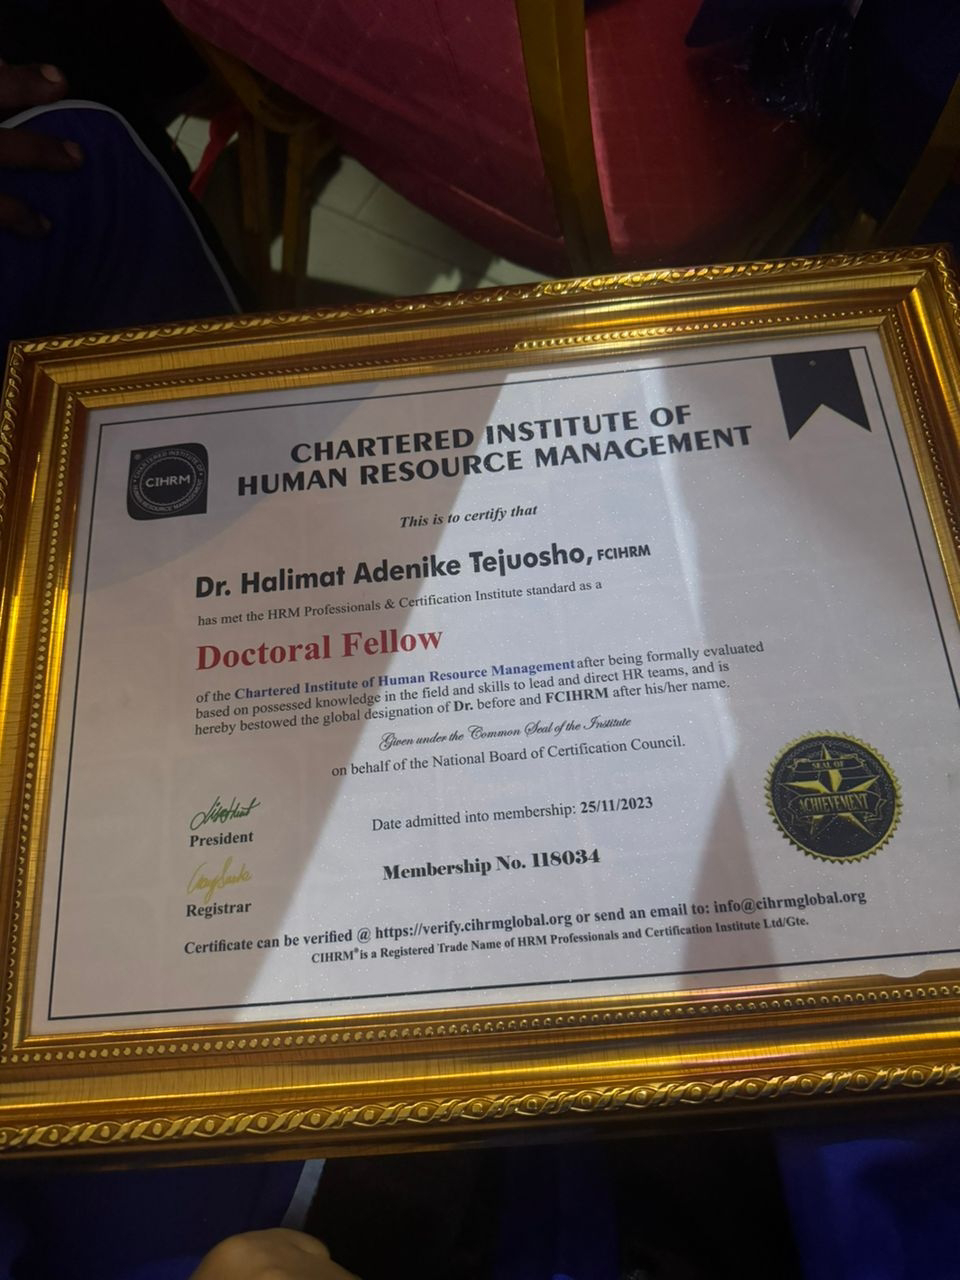 CHARTERED INSTITUTE OF
HUMAN RESOURCE MANAGEMENT
CHARTERED INSTITUTE OF
CIHRM
HUMAN RESOURCE MANAGEMENT
This is to certify that
Dr. Halimat Adenike Tejuosho, FCIHRM
has met the HRM Professionals & Certification Institute standard as a
Doctoral Fellow
of the Chartered Institute of Human Resource Management after being formally evaluated
based on possessed knowledge in the field and skills to lead and direct HR teams, and is
hereby bestowed the global designation of Dr. before and FCIHRM after his/her name.
Given under the Common Seal of the Institute
on behalf of the National Board of Certification Council.
SEAL OF
ACHIEVEMENT
President
Date admitted into membership: 25/11/2023
Registrar
Membership No. 118034
Certificate can be verified @ https://verify.cihrmglobal.org or send an email to: info@cihrmglobal.org
CIHRM® is a Registered Trade Name of HRM Professionals and Certification Institute Ltd/Gte.